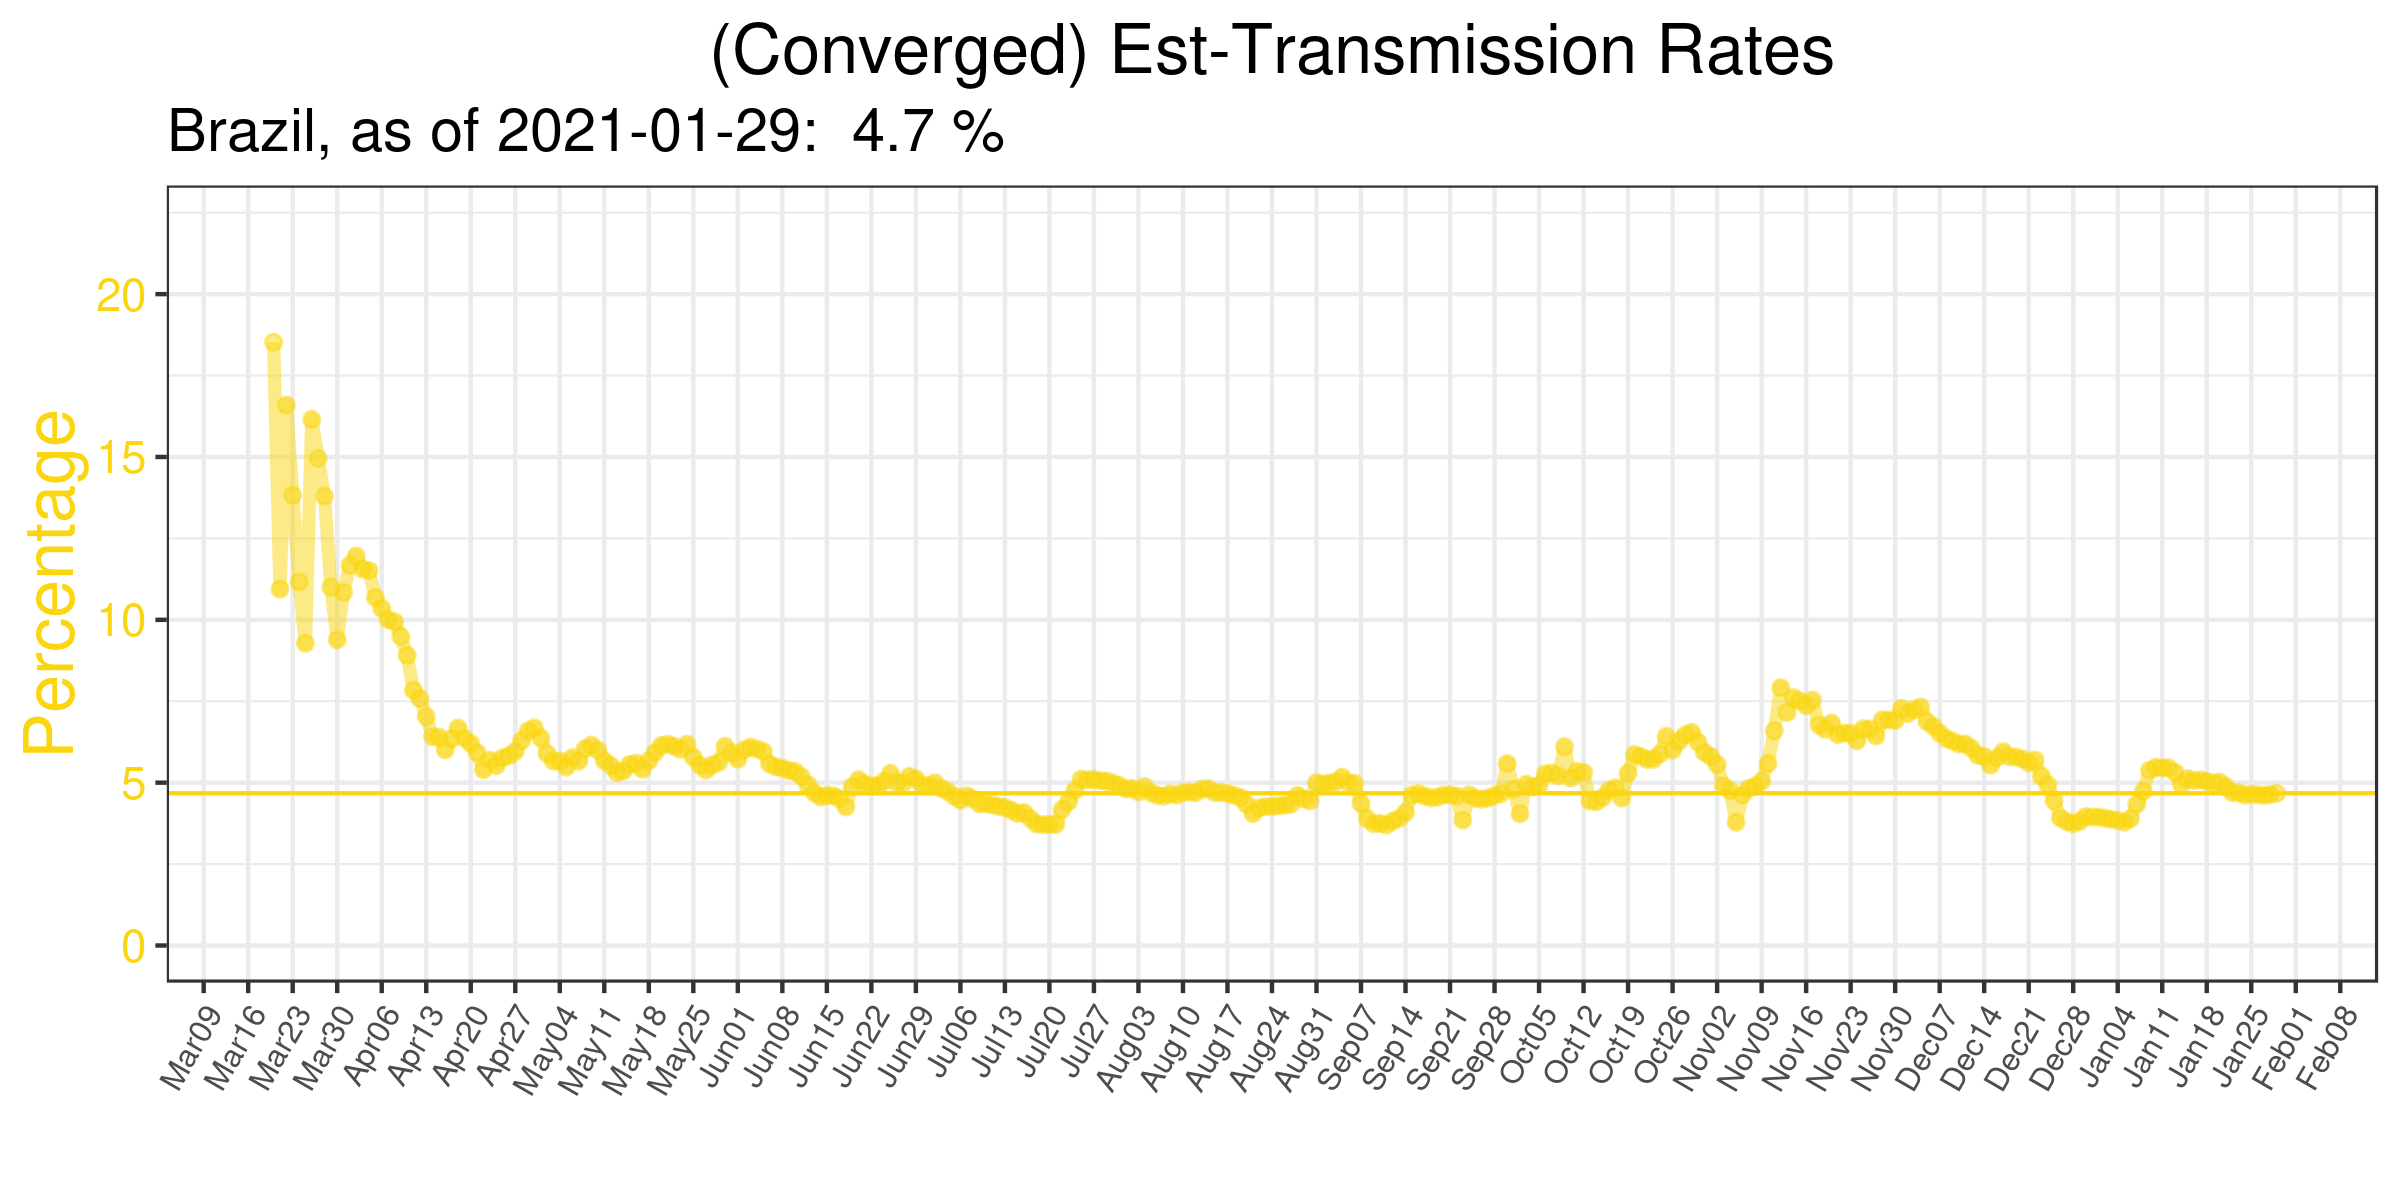 (Converged) Est-Transmission Rates
Brazil, as of 2021-01-29:  4.7 %
Percentage
20
15
10
5
0
Mar09
Mar16
Mar23
Mar30
Apr06
Apr13
Apr20
Apr27
May04
May11
May18
May25
Jun01
Jun08
Jun15
Jun22
Jun29
Jul06
Jul13
Jul20
Jul27
Aug03
Aug10
Aug17
Aug24
Aug31
Sep07
Sep14
Sep21
Sep28
Oct05
Oct12
Oct19
Oct26
Nov02
Nov09
Nov16
Nov23
Nov30
Dec07
Dec14
Dec21
Dec28
Jan04
Jan11
Jan18
Jan25
Feb01
Feb08